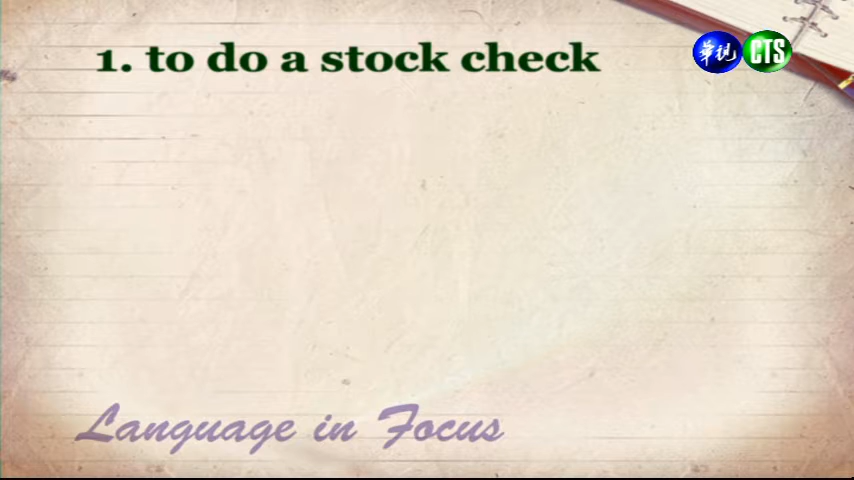 1. to do a stock check
華視 CTS
Language in Focus